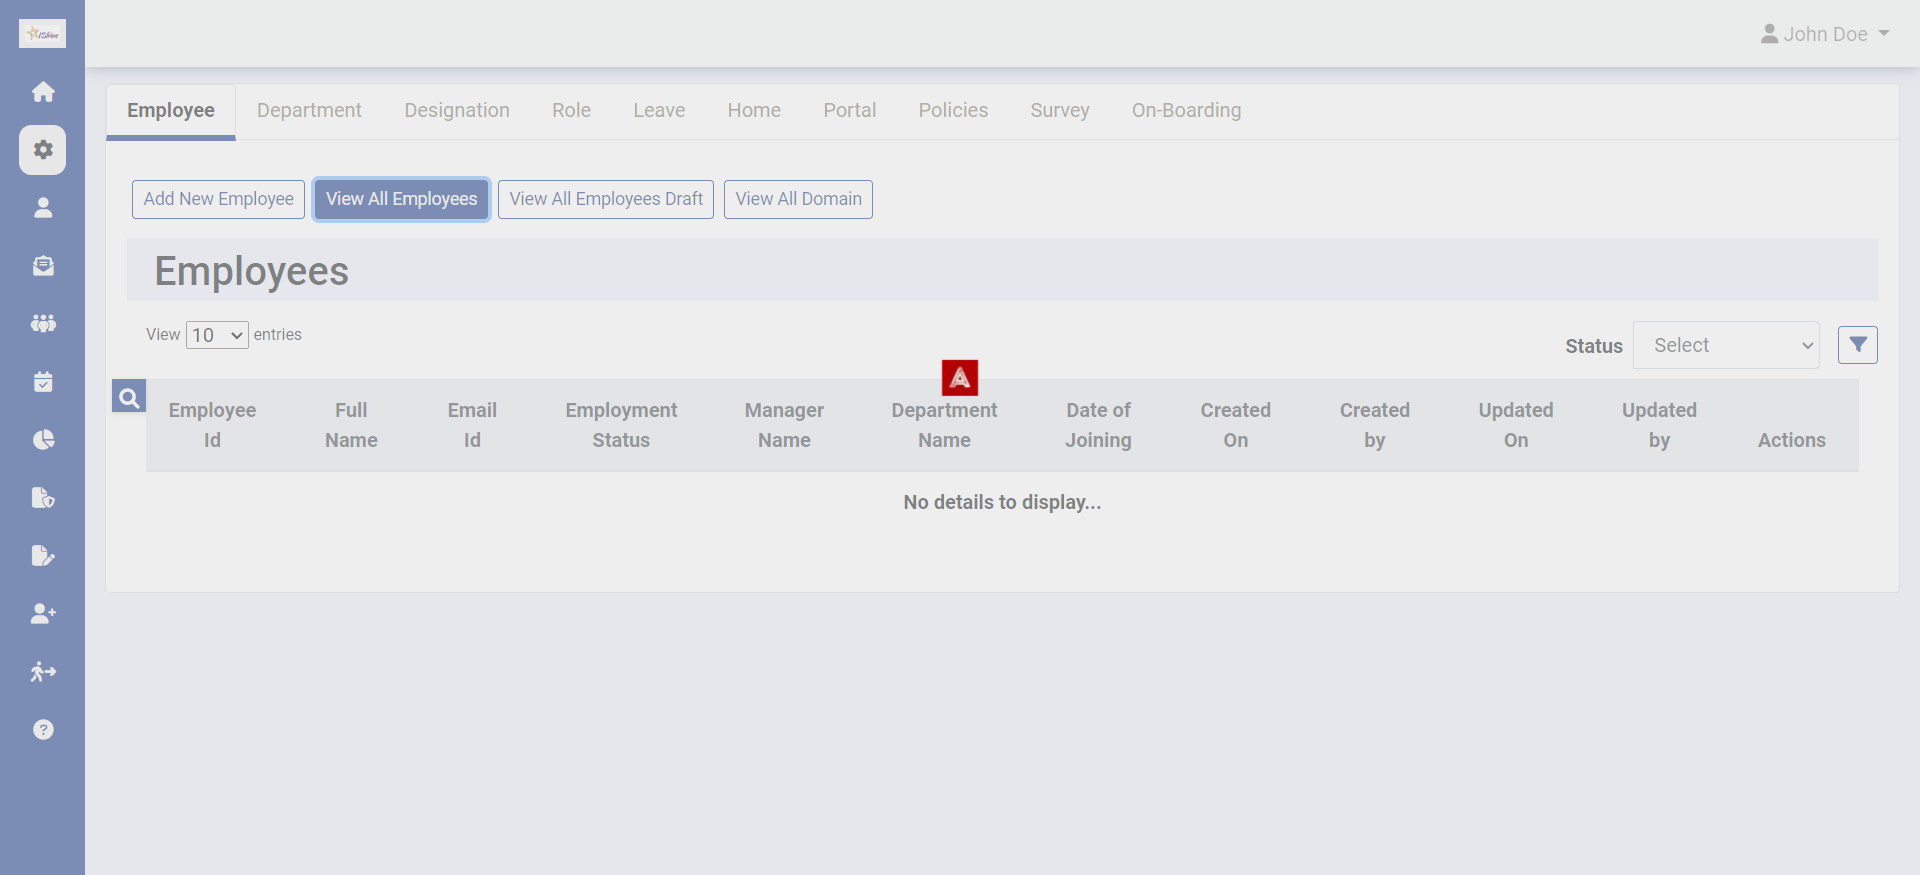 iShine
John Doe
Employee Department Designation Role Leave Home Portal Policies Survey On-Boarding
Add New Employee View All Employees View All Employees Draft View All Domain
Employees
View 10 entries
Status Select
Employee Id Full Name Email Id Employment Status Manager Name Department Name Date of Joining Created On Created by Updated On Updated by Actions
No details to display...